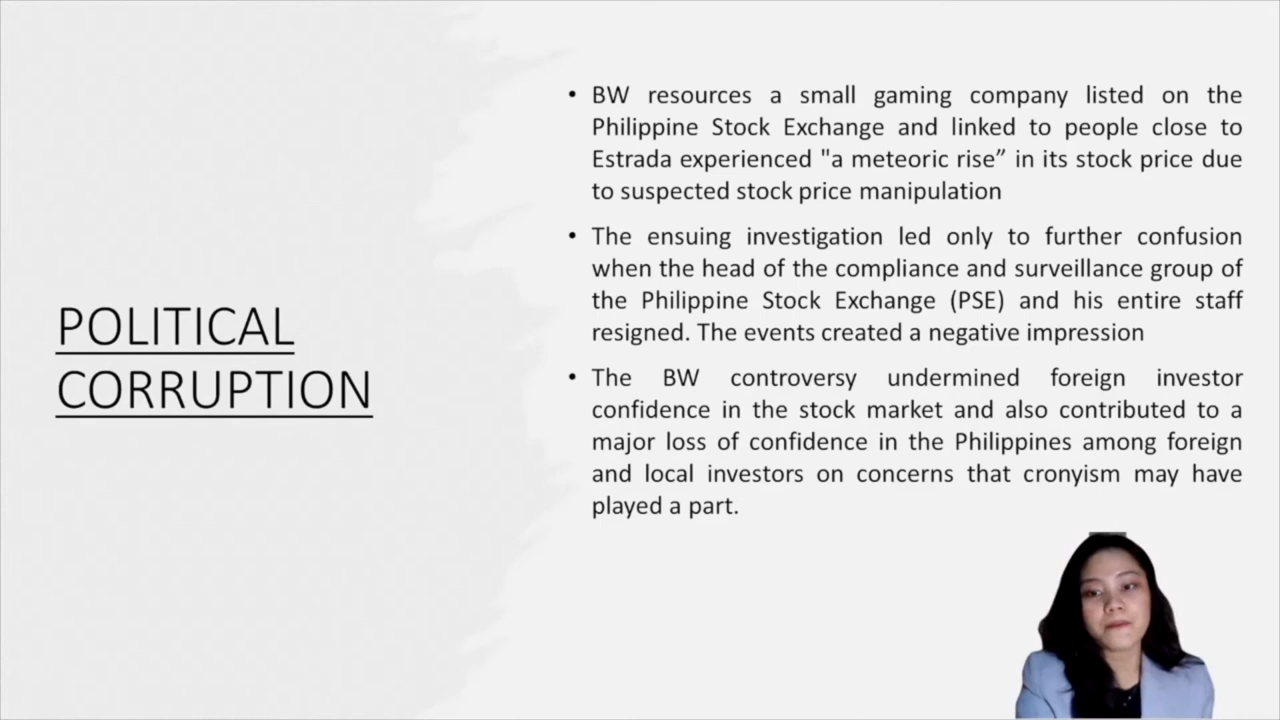 POLITICAL
CORRUPTION
• BW resources a small gaming company listed on the
Philippine Stock Exchange and linked to people close to
Estrada experienced "a meteoric rise” in its stock price due
to suspected stock price manipulation
• The ensuing investigation led only to further confusion
when the head of the compliance and surveillance group of
the Philippine Stock Exchange (PSE) and his entire staff
resigned. The events created a negative impression
• The BW controversy undermined foreign investor
confidence in the stock market and also contributed to a
major loss of confidence in the Philippines among foreign
and local investors on concerns that cronyism may have
played a part.